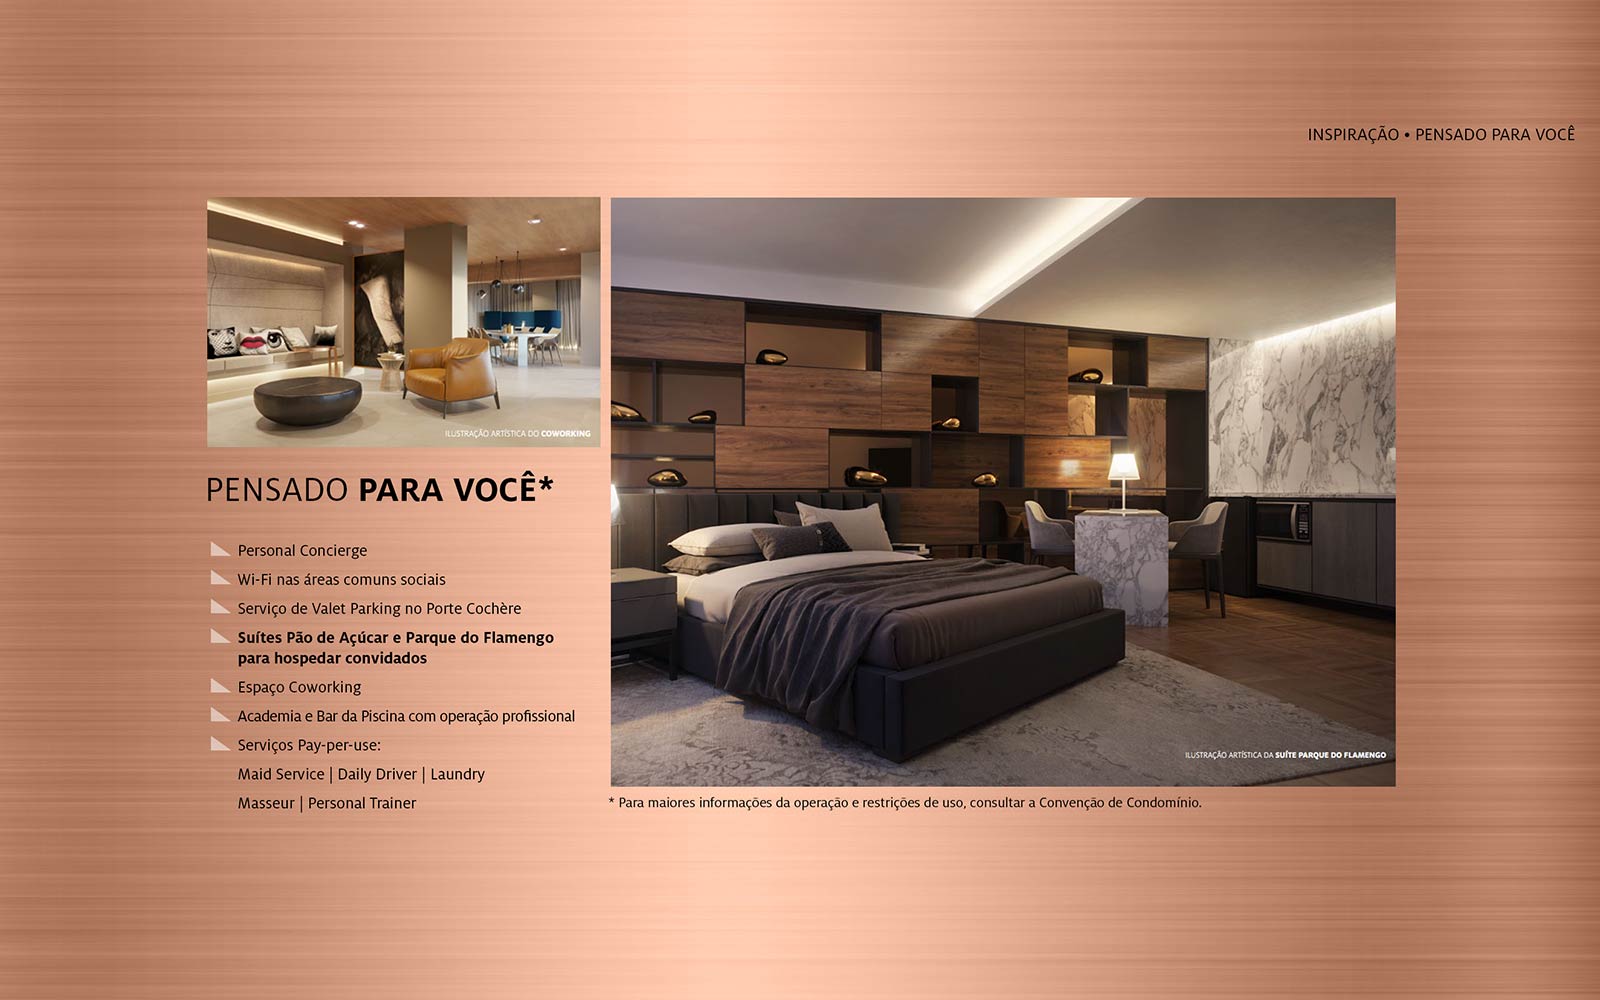 INSPIRAÇÃO • PENSADO PARA VOCÊ
ILUSTRAÇÃO ARTÍSTICA DO COWORKING
PENSADO PARA VOCÊ*
Personal Concierge
Wi-Fi nas áreas comuns sociais
Serviço de Valet Parking no Porte Cochère
Suítes Pão de Açúcar e Parque do Flamengo
para hospedar convidados
Espaço Coworking
Academia e Bar da Piscina com operação profissional
Serviços Pay-per-use:
Maid Service | Daily Driver | Laundry
Masseur | Personal Trainer
ILUSTRAÇÃO ARTÍSTICA DA SUÍTE PARQUE DO FLAMENGO
* Para maiores informações da operação e restrições de uso, consultar a Convenção de Condomínio.